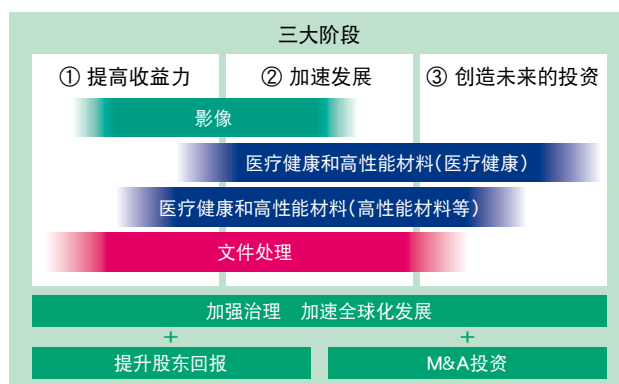 三大阶段
① 提高收益力
② 加速发展
③ 创造未来的投资
影像
医疗健康和高性能材料(医疗健康)
医疗健康和高性能材料(高性能材料等)
文件处理
加强治理 加速全球化发展
+ +
提升股东回报
M&A投资